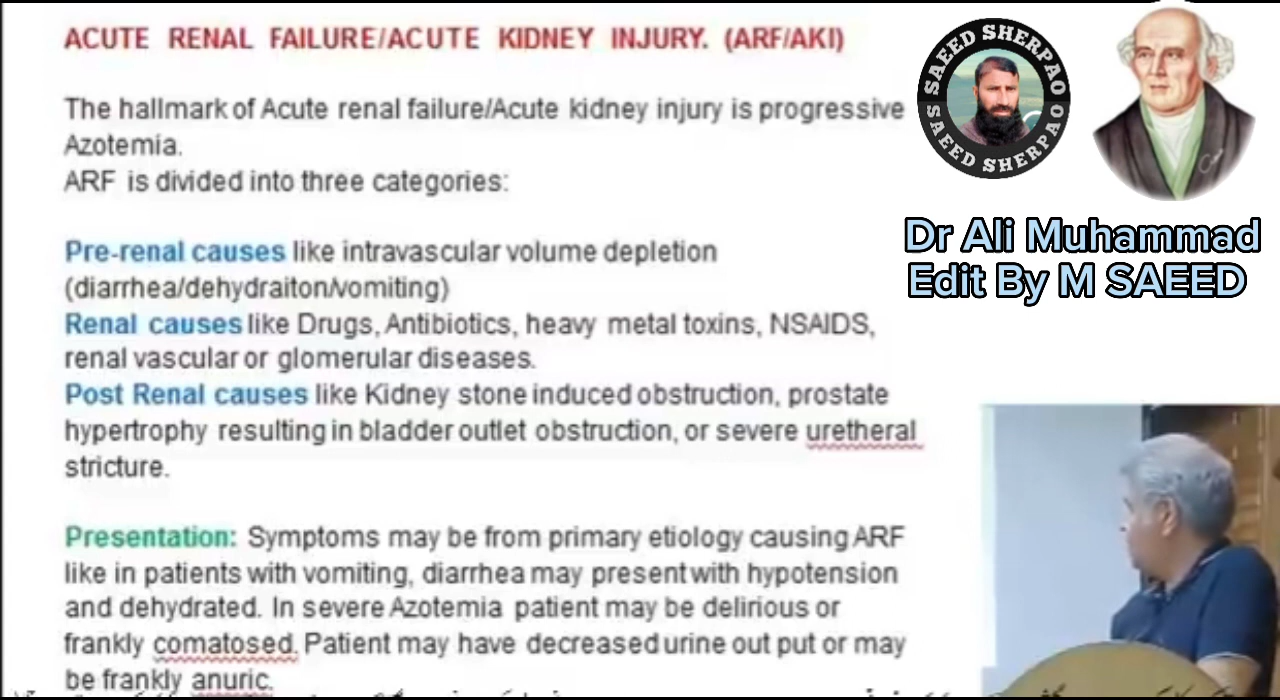 ACUTE RENAL FAILURE/ACUTE KIDNEY INJURY. (ARF/AKI)
The hallmark of Acute renal failure/Acute kidney injury is progressive
Azotemia.
ARF is divided into three categories:
Pre-renal causes like intravascular volume depletion
(diarrhea/dehydraiton/vomiting)
Renal causes like Drugs, Antibiotics, heavy metal toxins, NSAIDS,
renal vascular or glomerular diseases.
Post Renal causes like Kidney stone induced obstruction, prostate
hypertrophy resulting in bladder outlet obstruction, or severe uretheral
stricture.
Presentation: Symptoms may be from primary etiology causing ARF
like in patients with vomiting, diarrhea may present with hypotension
and dehydrated. In severe Azotemia patient may be delirious or
frankly comatosed. Patient may have decreased urine out put or may
be frankly anuric.
SAEED SHERPAO
SAEED SHERPAO
Dr Ali Muhammad
Edit By M SAEED